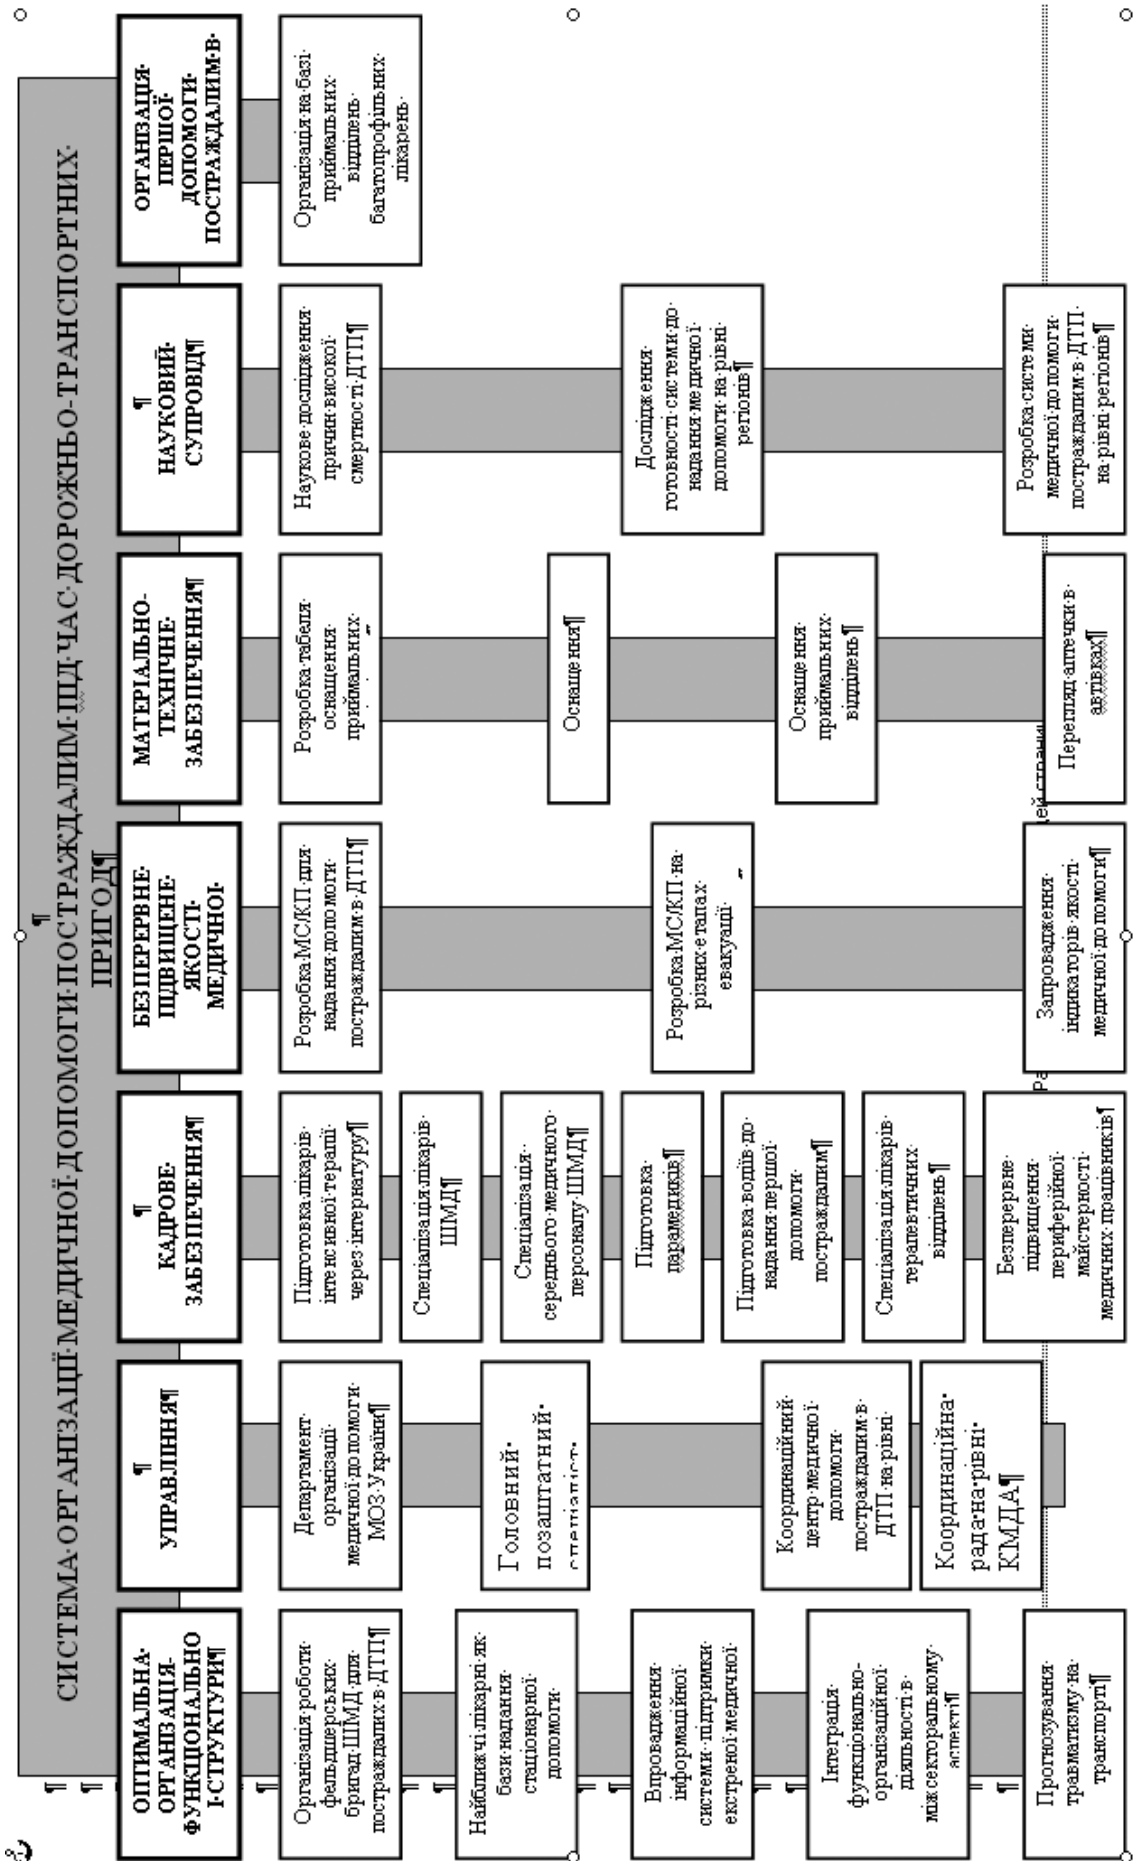 СИСТЕМА·ОРГАНІЗАЦІЇ·МЕДИЧНОЇ·ДОПОМОГИ·ПОСТРАЖДАЛИМ·ПІД·ЧАС·ДОРОЖНЬО-ТРАНСПОРТНИХ·
ПРИГОД¶
ОПТИМАЛЬНА·
ОРГАНІЗАЦІЯ·
ФУНКЦІОНАЛЬНО
Ї·СТРУКТУРИ¶
Організація·роботи·
фельдшерських·
бригад·ШМД·для·
постраждалих·в·ДТП¶
Найближчі·лікарні·як·
бази·надання·
стаціонарної·
допомоги·
Впровадження·
інформаційної·
системи·підтримки·
екстреної·медичної·
Інтеграція·
функціонально-
організаційної·
діяльності·в·
міжсекторальному·
аспекті¶
Прогнозування·
травматизму·на·
транспорті¶
¶
УПРАВЛІННЯ¶
Департамент·
організації·
медичної·допомоги·
МОЗ·України¶
Головний·
позаштатний·
спеціаліст·
Координаційний·
центр·медичної·
допомоги·
постраждалим·в·
ДТП·на·рівні·
Координаційна·
рада·на·рівні·
КМДА¶
¶
КАДРОВЕ·
ЗАБЕЗПЕЧЕННЯ¶
Підготовка·лікарів·
інтенсивної·терапії·
через·інтернатуру¶
Спеціалізація·лікарів·
ШМД¶
Спеціалізація·
середнього·медичного·
персоналу·ШМД¶
Підготовка·
парамедиків¶
Підготовка·водіїв·до·
надання·першої·
допомоги·
постраждалим¶
Спеціалізація·лікарів·
терапевтичних·
відділень¶
Безперервне·
підвищення·
периферійної·
майстерності·
медичних·працівників¶
БЕЗПЕРЕРВНЕ·
ПІДВИЩЕНЕ·
ЯКОСТІ·
МЕДИЧНОЇ·
Розробка·МС/КП·для·
надання·допомоги·
постраждалим·в·ДТП¶
Розробка·МС/КП·на·
різних·етапах·
евакуації·
Запровадження·
індикаторів·якості·
медичної·допомоги¶
МАТЕРІАЛЬНО-
ТЕХНІЧНЕ·
ЗАБЕЗПЕЧЕННЯ¶
Розробка·табеля·
оснащення·
приймальних·
Оснащення¶
Оснащення·
приймальних·
відділень¶
Перегляд·аптечки·в·
автівках¶
¶
НАУКОВИЙ·
СУПРОВІД¶
Наукове·дослідження·
причин·високої·
смертності·ДТП¶
Дослідження·
готовності·системи·до·
надання·медичної·
допомоги·на·рівні·
регіонів¶
Розробка·системи·
медичної·допомоги·
постраждалим·в·ДТП·
на·рівні·регіонів¶
ОРГАНІЗАЦІЯ·
ПЕРШОЇ·
ДОПОМОГИ·
ПОСТРАЖДАЛИМ·В·
Організація·на·базі·
приймальних·
відділень·
багатопрофільних·
лікарень·